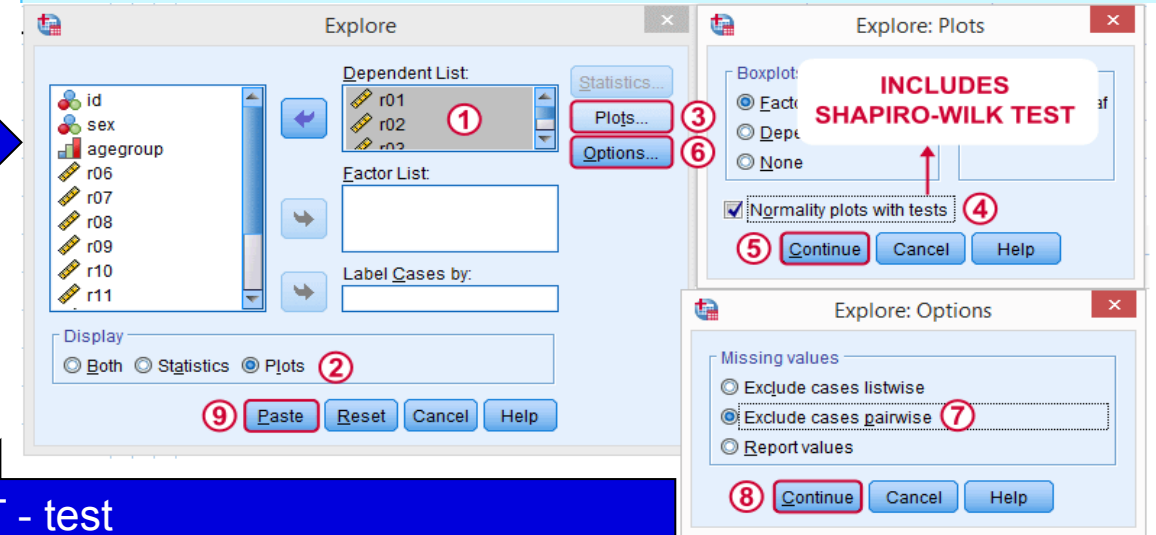 Explore
Dependent List:
id
sex
agegroup
r06
r07
r08
r09
r10
r11
r01
r02
①
Statistics...
Plots...
③
Options...
⑥
Factor List:
Label Cases by:
Display
Both Statistics Plots ②
⑨ Paste Reset Cancel Help
Explore: Plots
INCLUDES
SHAPIRO-WILK TEST
None
Normality plots with tests ④
⑤ Continue Cancel Help
Explore: Options
Missing values
Exclude cases listwise
Exclude cases pairwise ⑦
Report values
⑧ Continue Cancel Help
- test